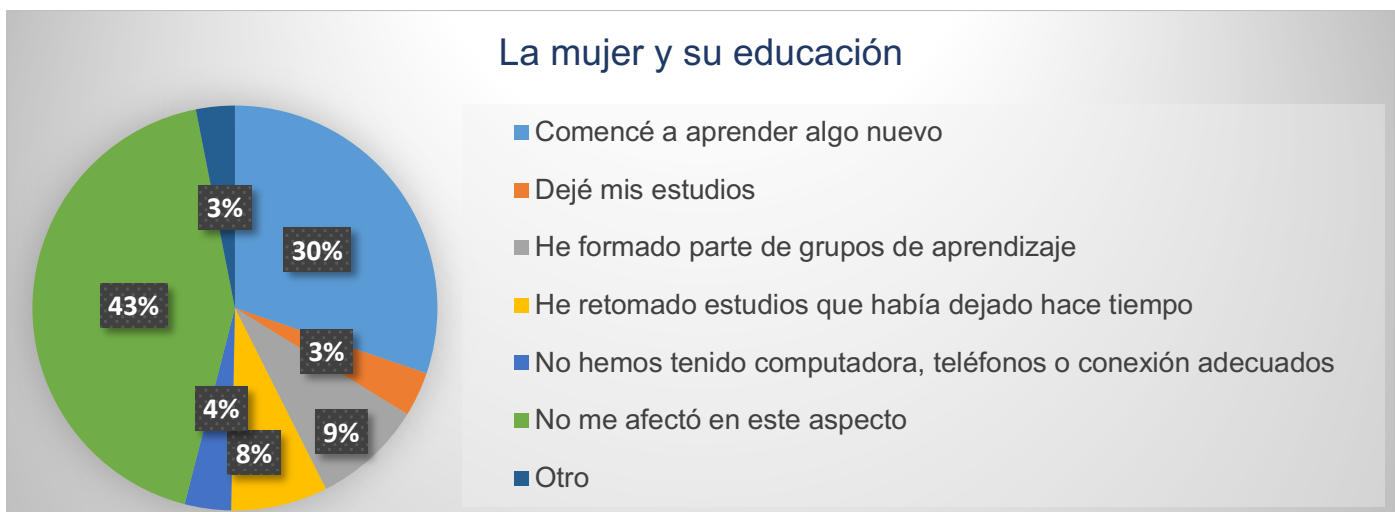 La mujer y su educación
3%
30%
43%
3%
4%
9%
8%
Comencé a aprender algo nuevo
Dejé mis estudios
He formado parte de grupos de aprendizaje
He retomado estudios que había dejado hace tiempo
No hemos tenido computadora, teléfonos o conexión adecuados
No me afectó en este aspecto
Otro